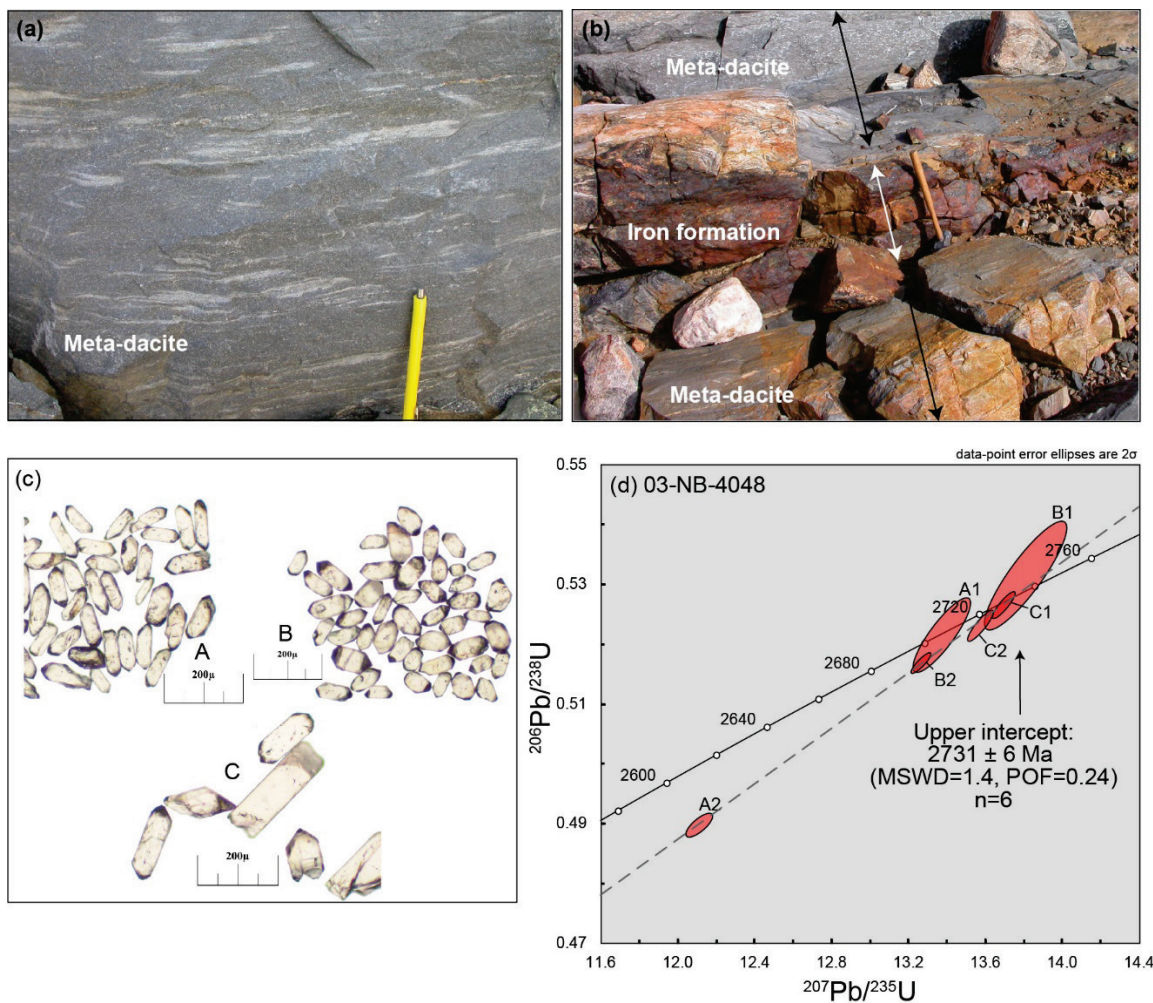 (a)
Meta-dacite
(b)
Meta-dacite
Iron formation
Meta-dacite
(c)
A
200µ
B
200µ
C
200µ
data-point error ellipses are 2σ
(d) 03-NB-4048
0.55
0.53
0.51
0.49
0.47
11.6
12.0
12.4
12.8
13.2
13.6
14.0
14.4
206Pb/238U
207Pb/235U
2600
2640
2680
2720
2760
A1
A2
B1
B2
C1
C2
Upper intercept:
2731 ± 6 Ma
(MSWD=1.4, POF=0.24)
n=6